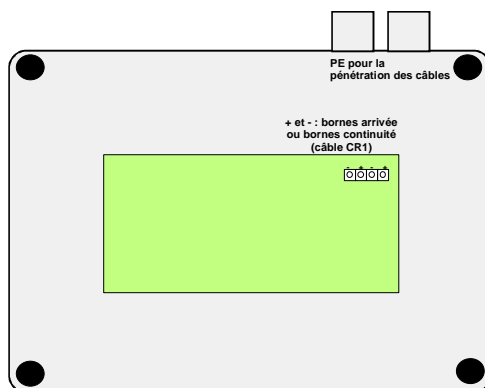 PE pour la
pénétration des câbles
+ et - : bornes arrivée
ou bornes continuité
(câble CR1)
- + - +